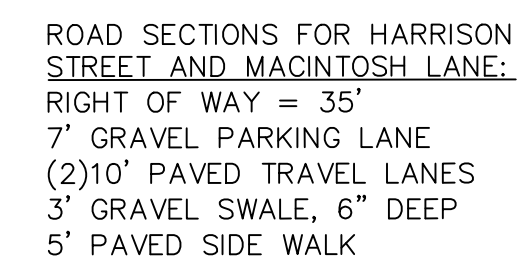 ROAD SECTIONS FOR HARRISON
STREET AND MACINTOSH LANE:
RIGHT OF WAY = 35'
7' GRAVEL PARKING LANE
(2)10' PAVED TRAVEL LANES
3' GRAVEL SWALE, 6" DEEP
5' PAVED SIDE WALK